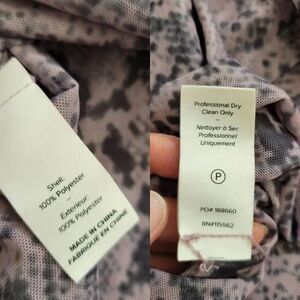 Shell:
100% Polyester
Exterieur:
100% Polyester
MADE IN CHINA
FABRIQUE EN CHINE
Professional Dry
Clean Only
Nettoyer à Sec
Professionnel
Uniquement
P
PO# 188660
RN#115562